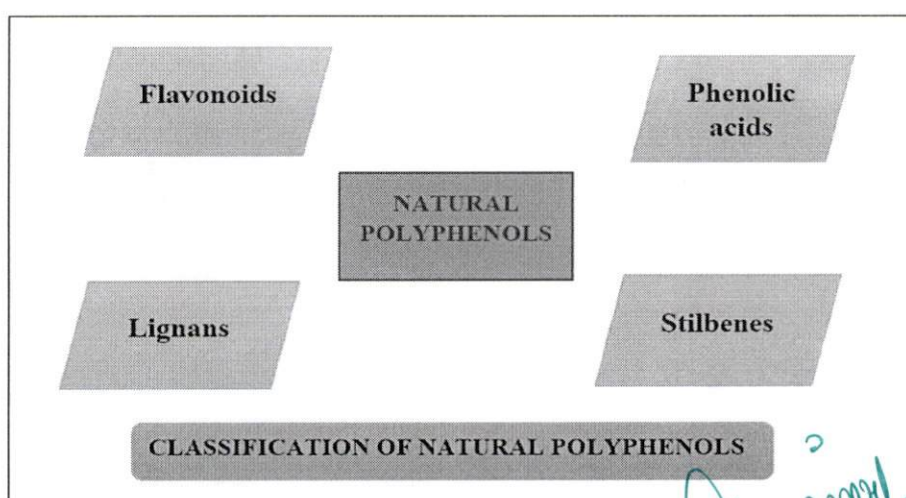 Flavonoids
Phenolic
acids
NATURAL
POLYPHENOLS
Lignans
Stilbenes
CLASSIFICATION OF NATURAL POLYPHENOLS